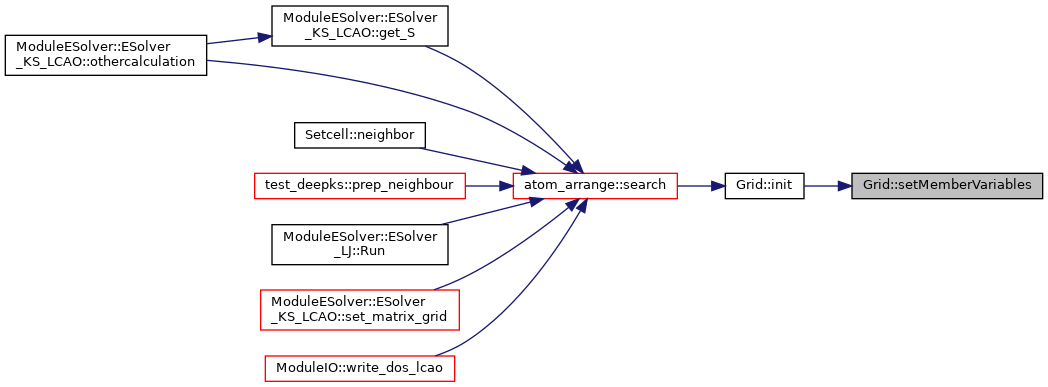 ModuleESolver::ESolver
_KS_LCAO::get_S
ModuleESolver::ESolver
_KS_LCAO::othercalculation
Setcell::neighbor
test_deepks::prep_neighbour
atom_arrange::search
Grid::init
Grid::setMemberVariables
ModuleESolver::ESolver
_LJ::Run
ModuleESolver::ESolver
_KS_LCAO::set_matrix_grid
ModuleIO::write_dos_lcao